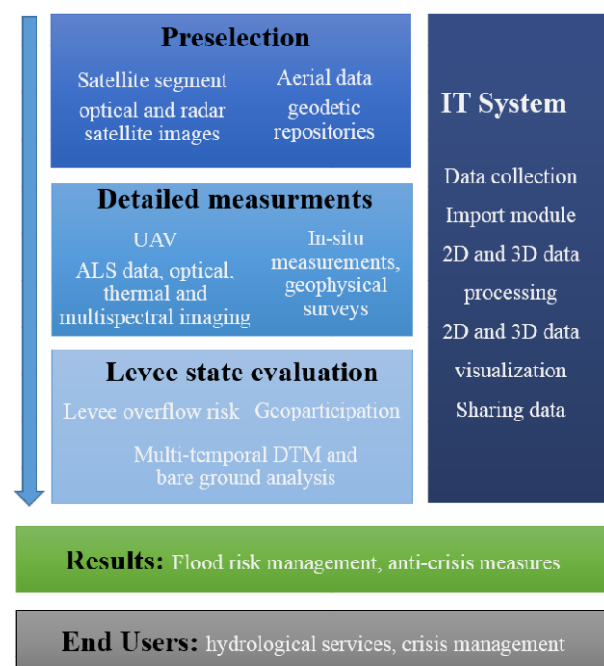 Preselection
Satellite segment
optical and radar
satellite images
Aerial data
geodetic
repositories
Detailed measurments
UAV
ALS data, optical,
thermal and
multispectral imaging
In-situ
measurements,
geophysical
surveys
Levee state evaluation
Levee overflow risk
Geoparticipation
Multi-temporal DTM and
bare ground analysis
IT System
Data collection
Import module
2D and 3D data
processing
2D and 3D data
visualization
Sharing data
Results: Flood risk management, anti-crisis measures
End Users: hydrological services, crisis management